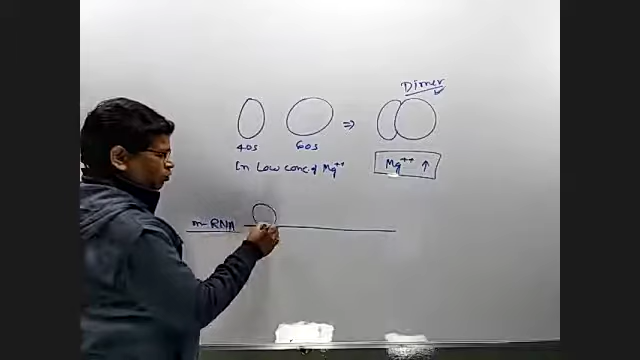 Dimer
40s 60s ⇒
In Low conc. of Mg++
Mg++ ↑
m-RNA